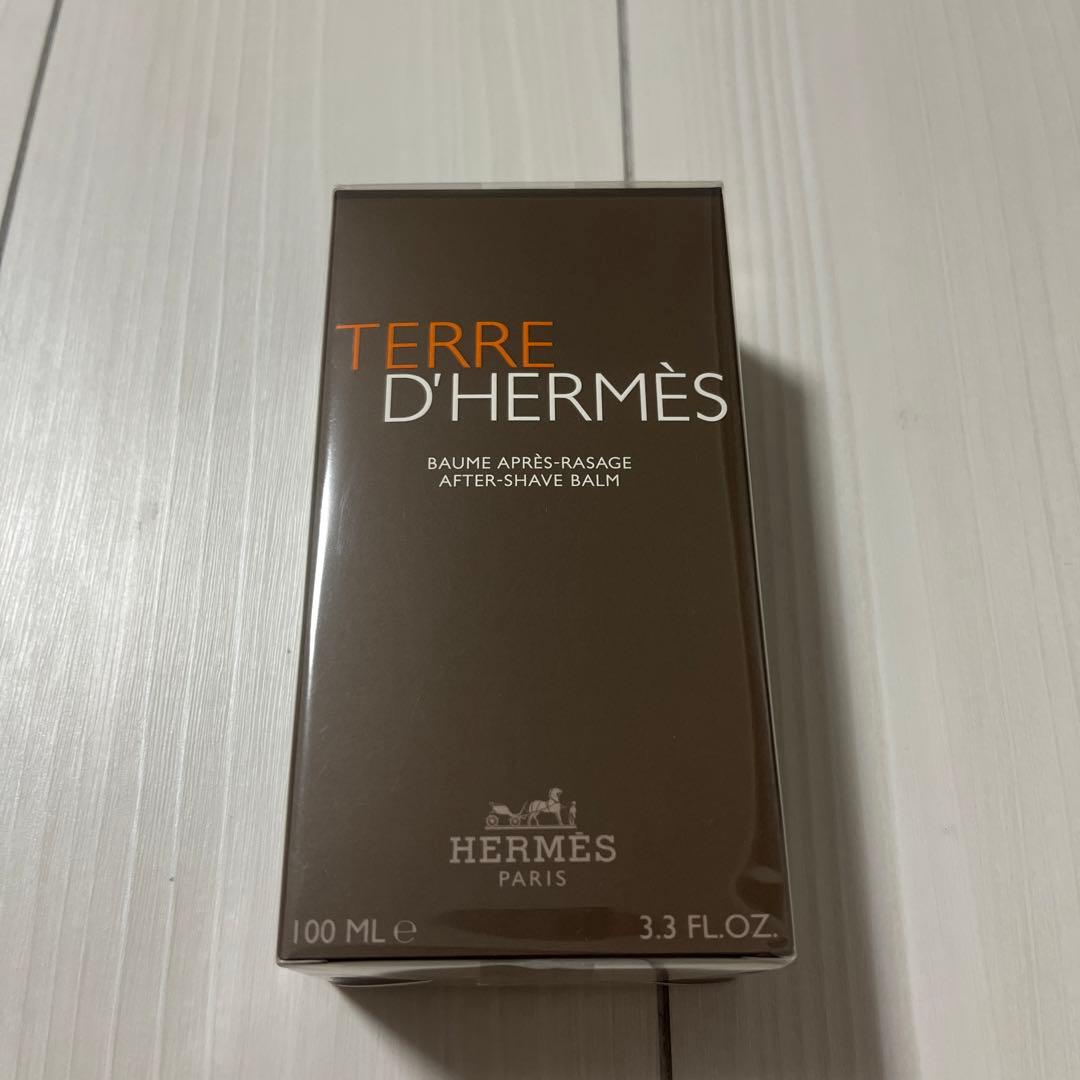 TERRE
D'HERMÈS
BAUME APRÈS-RASAGE
AFTER-SHAVE BALM
HERMÈS
PARIS
100 ML ℮ 3.3 FL.OZ.